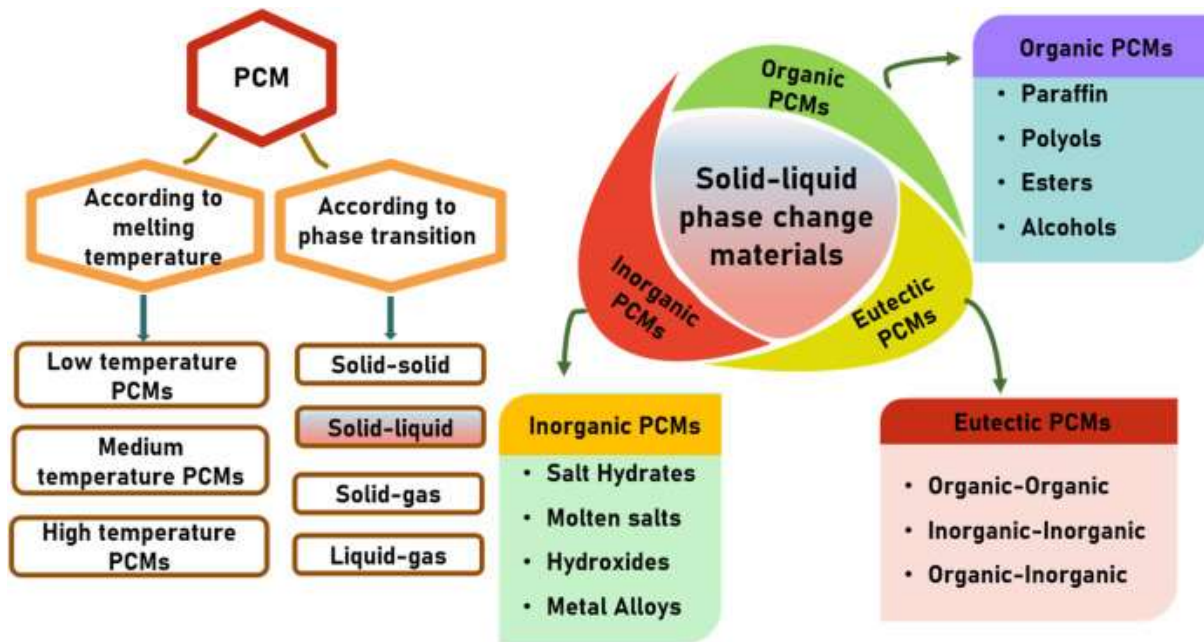 PCM
According to
melting
temperature
According to
phase transition
Low temperature
PCMs
Medium
temperature PCMs
High temperature
PCMs
Solid-solid
Solid-liquid
Solid-gas
Liquid-gas
Organic
PCMs
Solid-liquid
phase change
materials
Inorganic
PCMs
Eutectic
PCMs
Organic PCMs
• Paraffin
• Polyols
• Esters
• Alcohols
Inorganic PCMs
• Salt Hydrates
• Molten salts
• Hydroxides
• Metal Alloys
Eutectic PCMs
• Organic-Organic
• Inorganic-Inorganic
• Organic-Inorganic